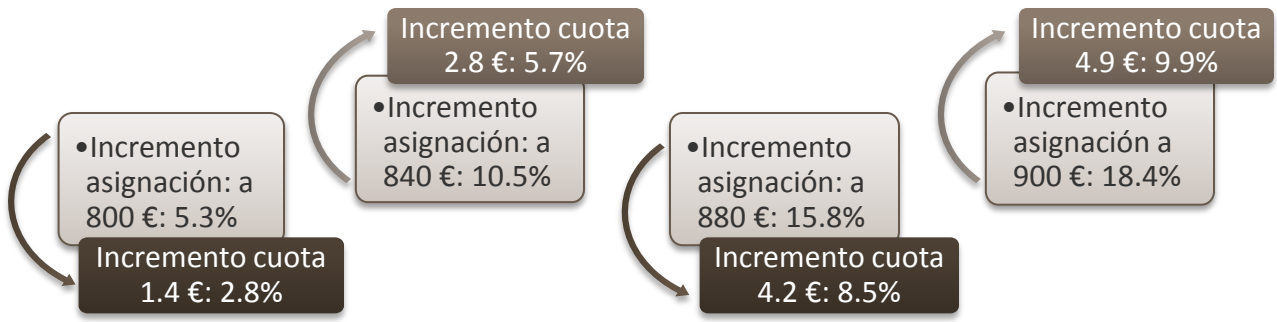 •Incremento
asignación: a
800 €: 5.3%
Incremento cuota
1.4 €: 2.8%
Incremento cuota
2.8 €: 5.7%
•Incremento
asignación: a
840 €: 10.5%
•Incremento
asignación: a
880 €: 15.8%
Incremento cuota
4.2 €: 8.5%
Incremento cuota
4.9 €: 9.9%
•Incremento
asignación a
900 €: 18.4%